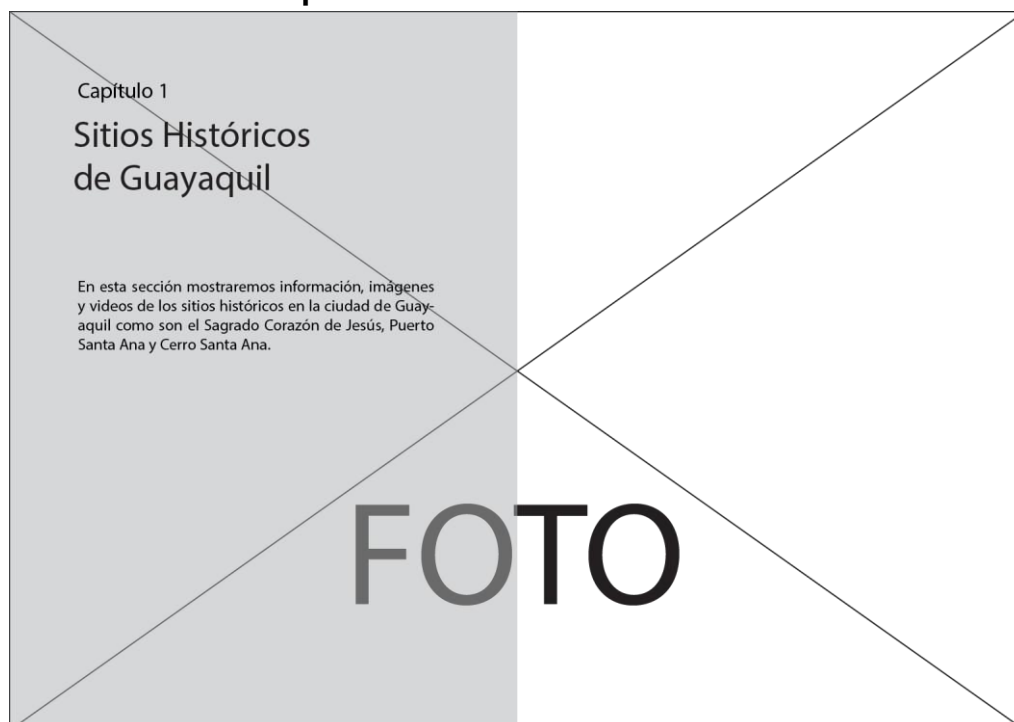 Capítulo 1
Sitios Históricos
de Guayaquil
En esta sección mostraremos información, imágenes
y videos de los sitios históricos en la ciudad de Guay-
aquil como son el Sagrado Corazón de Jesús, Puerto
Santa Ana y Cerro Santa Ana.
FOTO